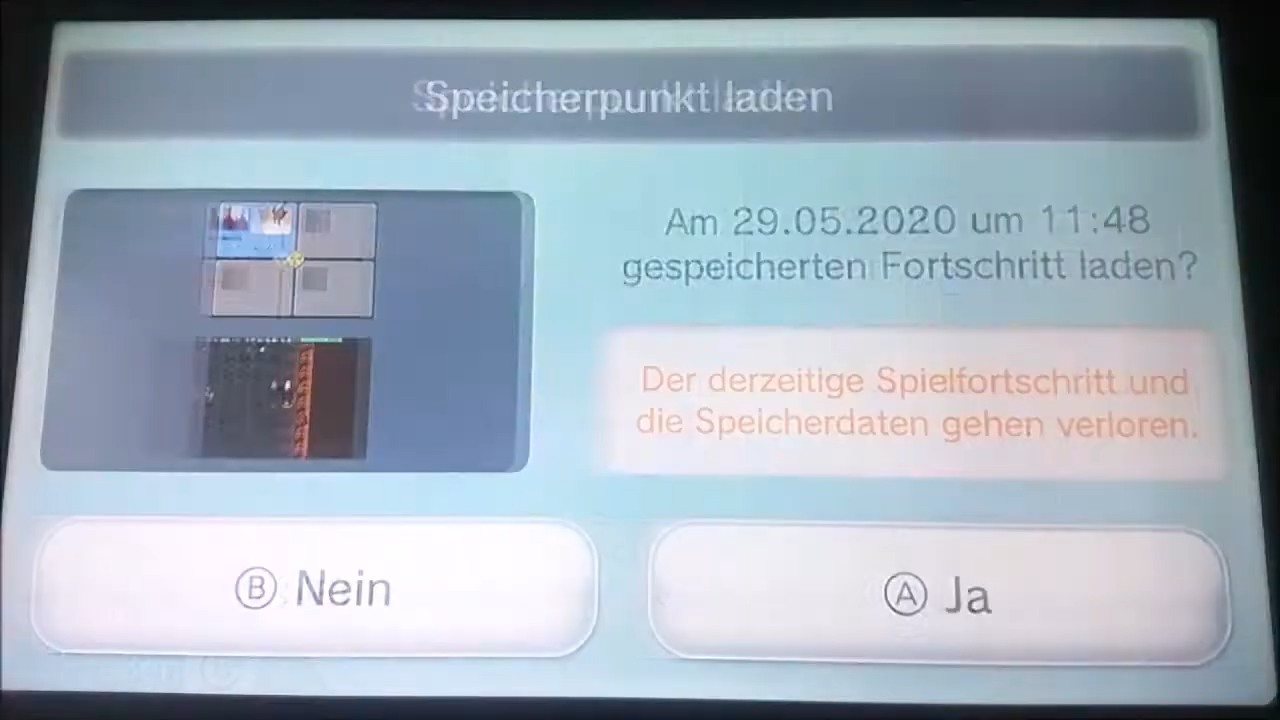 Speicherpunkt laden
Am 29.05.2020 um 11:48
gespeicherten Fortschritt laden?
Der derzeitige Spielfortschritt und
die Speicherdaten gehen verloren.
Ⓑ Nein
Ⓐ Ja